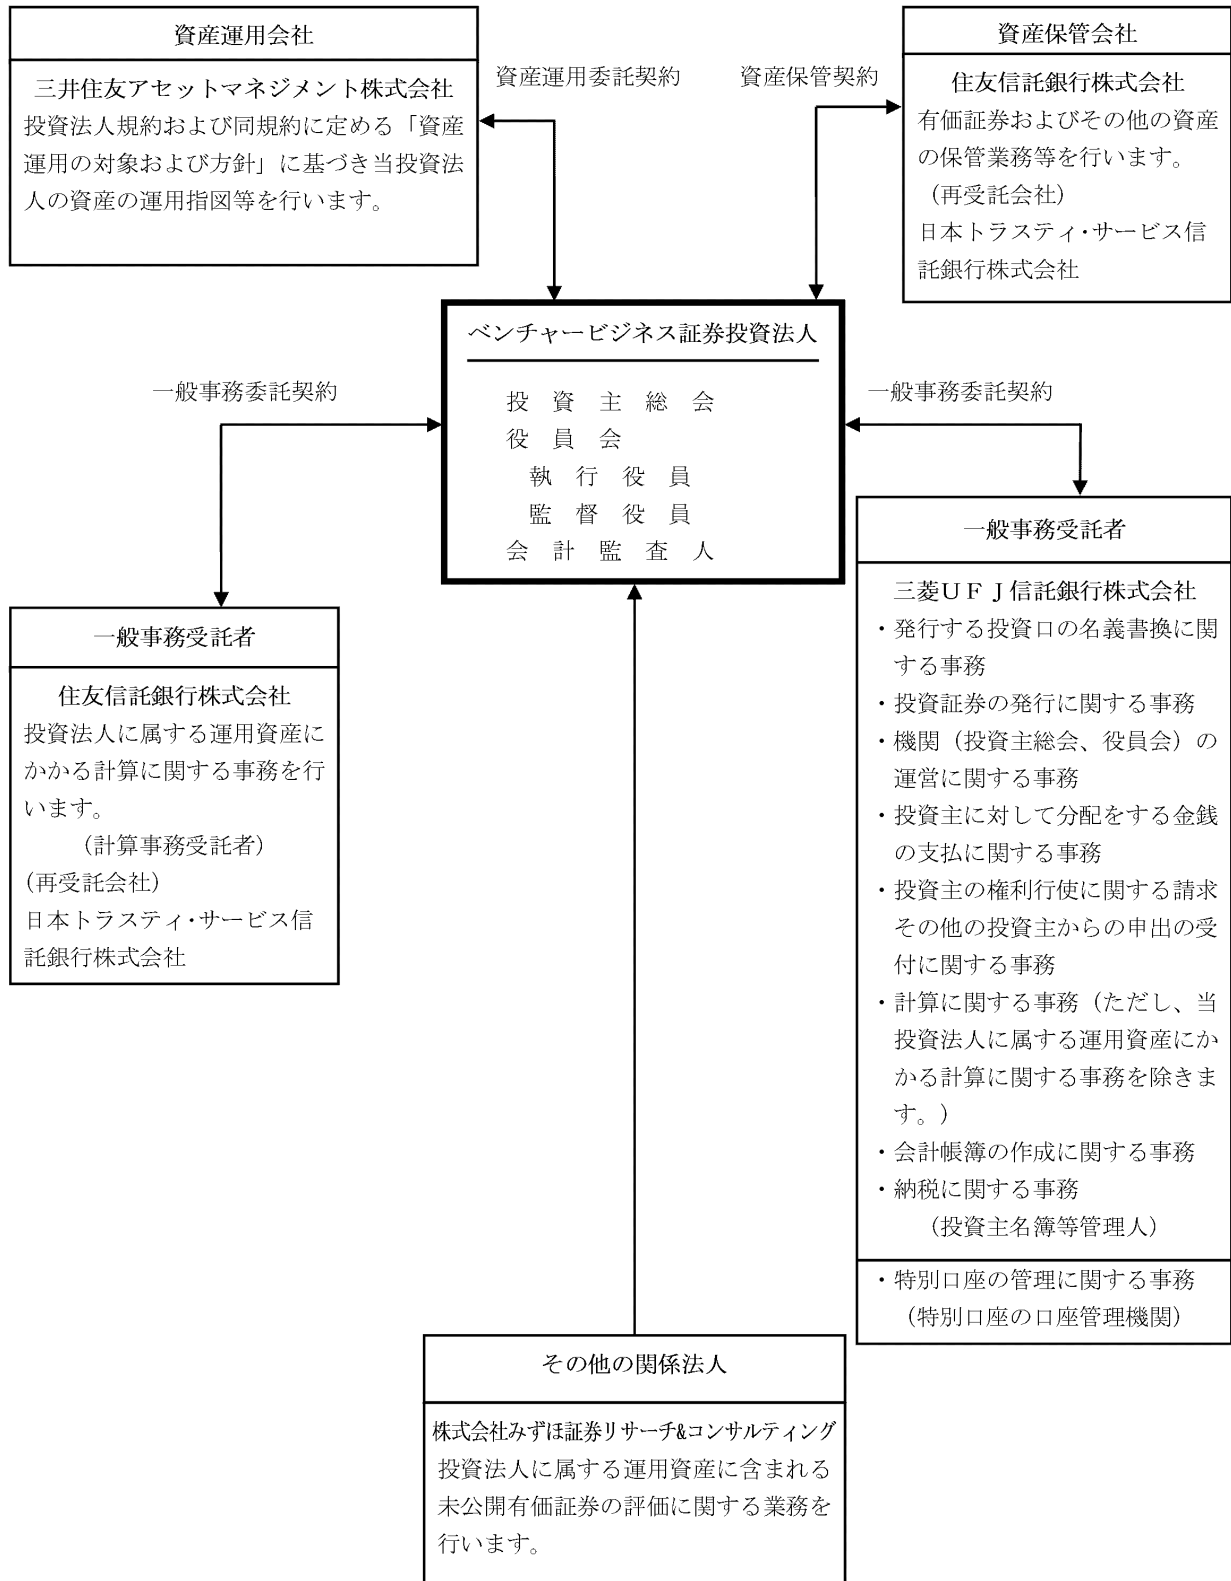 資産運用会社
三井住友アセットマネジメント株式会社
投資法人規約および同規約に定める「資産
運用の対象および方針」に基づき当投資法
人の資産の運用指図等を行います。
資産運用委託契約
資産保管契約
資産保管会社
住友信託銀行株式会社
有価証券およびその他の資産
の保管業務等を行います。
(再受託会社)
日本トラスティ・サービス信
託銀行株式会社
ベンチャービジネス証券投資法人
投資主総会
役員会
執行役員
監督役員
会計監査人
一般事務委託契約
一般事務委託契約
一般事務受託者
住友信託銀行株式会社
投資法人に属する運用資産に
かかる計算に関する事務を行
います。
(計算事務受託者)
(再受託会社)
日本トラスティ・サービス信
託銀行株式会社
一般事務受託者
三菱UFJ信託銀行株式会社
・発行する投資口の名義書換に関
する事務
・投資証券の発行に関する事務
・機関(投資主総会、役員会)の
運営に関する事務
・投資主に対して分配をする金銭
の支払に関する事務
・投資主の権利行使に関する請求
その他の投資主からの申出の受
付に関する事務
・計算に関する事務(ただし、当
投資法人に属する運用資産にか
かる計算に関する事務を除きま
す。)
・会計帳簿の作成に関する事務
・納税に関する事務
(投資主名簿等管理人)
・特別口座の管理に関する事務
(特別口座の口座管理機関)
その他の関係法人
株式会社みずほ証券リサーチ&コンサルティング
投資法人に属する運用資産に含まれる
未公開有価証券の評価に関する業務を
行います。